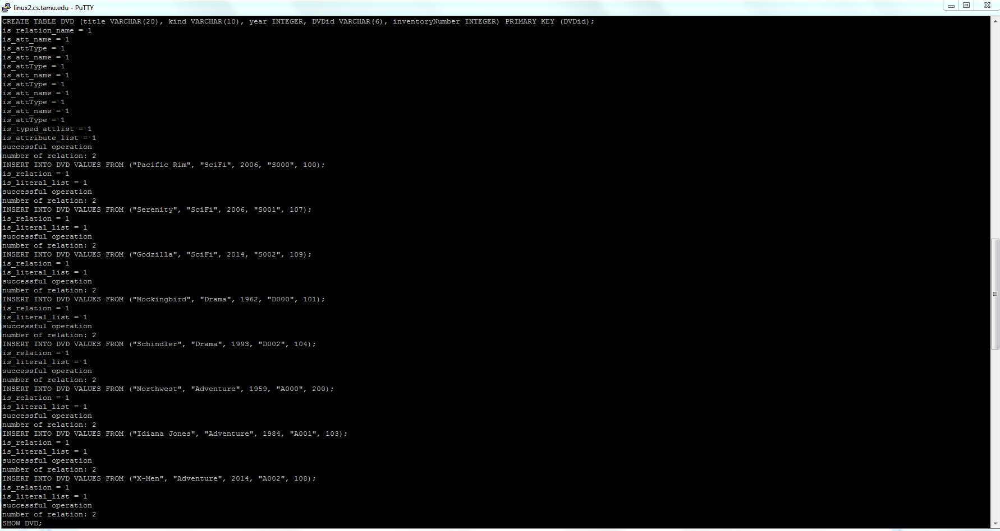 linux2.cs.tamu.edu - PuTTY
CREATE TABLE DVD (title VARCHAR(20), kind VARCHAR(10), year INTEGER, DVDid VARCHAR(6), inventoryNumber INTEGER) PRIMARY KEY (DVDid);
is relation_name = 1
is_att_name = 1
is_attType = 1
is_att_name = 1
is_attType = 1
is_att_name = 1
is_attType = 1
is_att_name = 1
is_attType = 1
is_att_name = 1
is_attType = 1
is_typed_attlist = 1
is_attribute_list = 1
successful operation
number of relation: 2
INSERT INTO DVD VALUES FROM ("Pacific Rim", "SciFi", 2006, "S000", 100);
is_relation = 1
is_literal_list = 1
successful operation
number of relation: 2
INSERT INTO DVD VALUES FROM ("Serenity", "SciFi", 2006, "S001", 107);
is_relation = 1
is_literal_list = 1
successful operation
number of relation: 2
INSERT INTO DVD VALUES FROM ("Godzilla", "SciFi", 2014, "S002", 109);
is_relation = 1
is_literal_list = 1
successful operation
number of relation: 2
INSERT INTO DVD VALUES FROM ("Mockingbird", "Drama", 1962, "D000", 101);
is_relation = 1
is_literal_list = 1
successful operation
number of relation: 2
INSERT INTO DVD VALUES FROM ("Schindler", "Drama", 1993, "D002", 104);
is_relation = 1
is_literal_list = 1
successful operation
number of relation: 2
INSERT INTO DVD VALUES FROM ("Northwest", "Adventure", 1959, "A000", 200);
is_relation = 1
is_literal_list = 1
successful operation
number of relation: 2
INSERT INTO DVD VALUES FROM ("Idiana Jones", "Adventure", 1984, "A001", 103);
is_relation = 1
is_literal_list = 1
successful operation
number of relation: 2
INSERT INTO DVD VALUES FROM ("X-Men", "Adventure", 2014, "A002", 108);
is_relation = 1
is_literal_list = 1
successful operation
number of relation: 2
SHOW DVD;